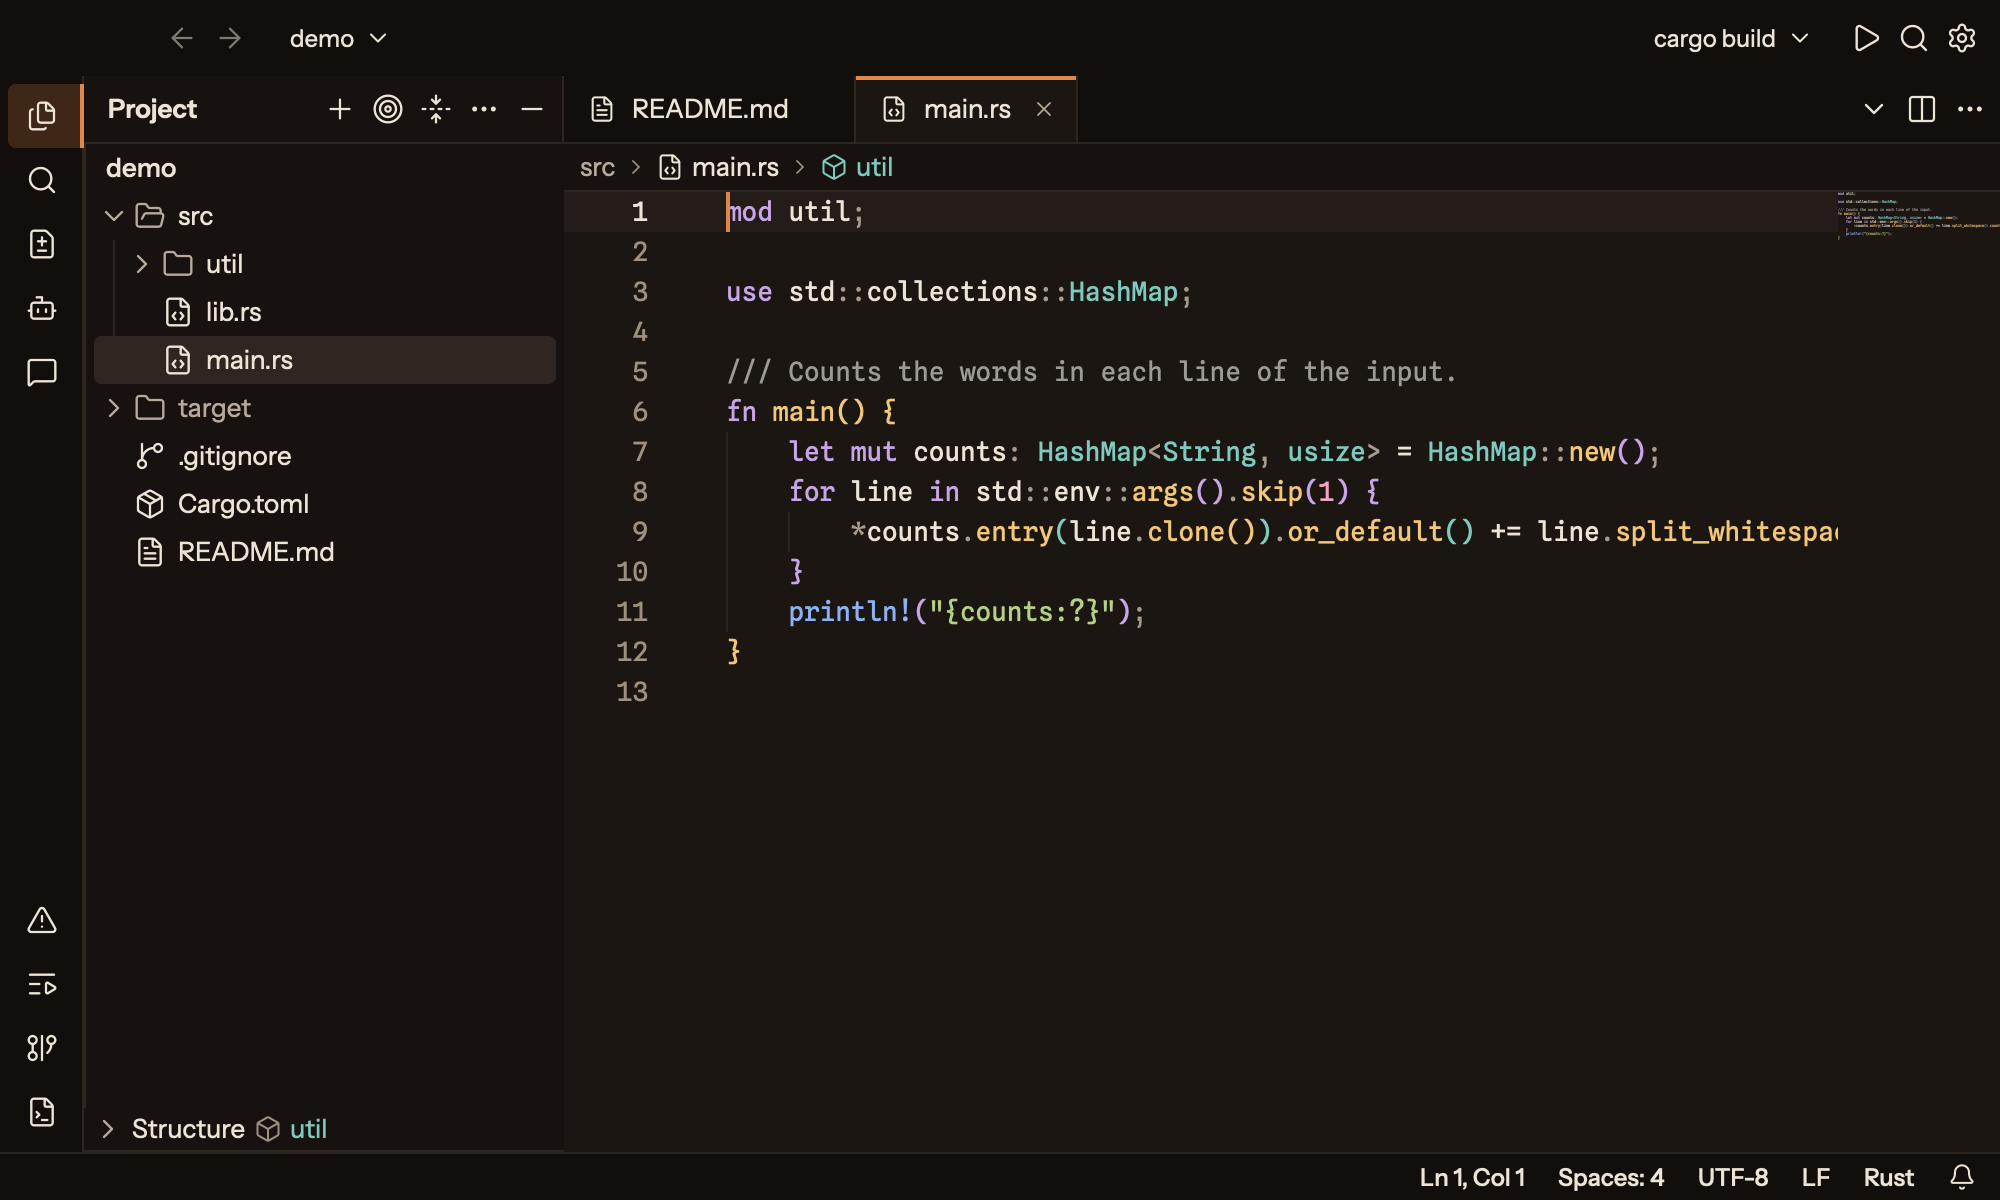 demo
cargo build
Project
README.md
main.rs
demo
src
util
lib.rs
main.rs
target
.gitignore
Cargo.toml
README.md
Structure util
src main.rs util
1 mod util;
2
3 use std::collections::HashMap;
4
5 /// Counts the words in each line of the input.
6 fn main() {
7     let mut counts: HashMap<String, usize> = HashMap::new();
8     for line in std::env::args().skip(1) {
9         *counts.entry(line.clone()).or_default() += line.split_whitespa
10     }
11     println!("{counts:?}");
12 }
13
Ln 1, Col 1
Spaces: 4
UTF-8
LF
Rust